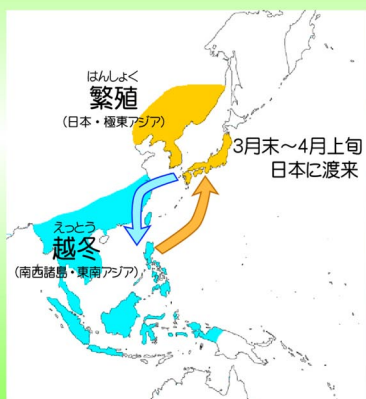 はんしょく
繁殖
(日本・極東アジア)
3月末～4月上旬
日本に渡来
えっとう
越冬
(南西諸島・東南アジア)